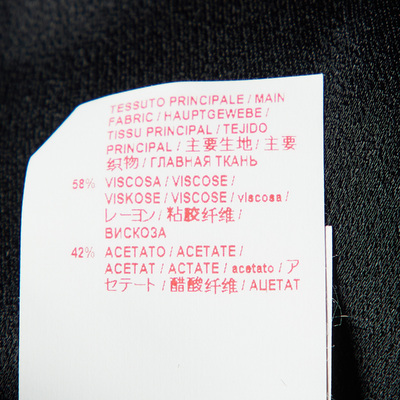 TESSUTO PRINCIPALE / MAIN
FABRIC / HAUPTGEWEBE /
TISSU PRINCIPAL / TEJIDO
PRINCIPAL / 主要生地 / 主要
织物 / ГЛАВНАЯ ТКАНЬ
58% VISCOSA / VISCOSE /
VISKOSE / VISCOSE / viscosa /
レーヨン / 粘胶纤维 /
ВИСКОЗА
42% ACETATO / ACETATE /
ACETAT / ACTATE / acetato / ア
セテート / 醋酸纤维 / АЦЕТАТ